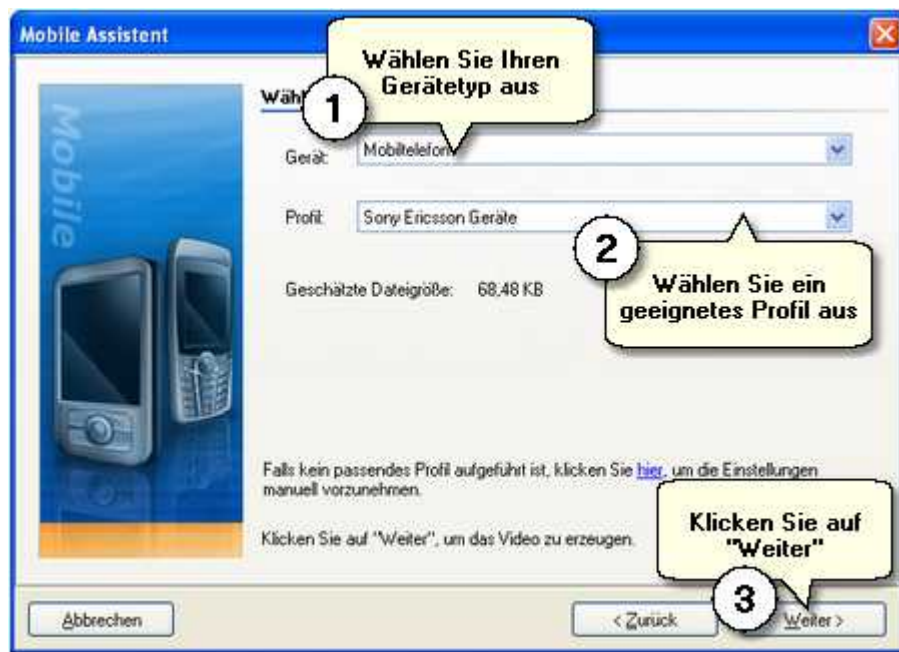 Mobile Assistent
Wählen Sie Ihren
Gerätetyp aus
1
Wähl
Gerät: Mobiltelefon
Mobile
Profil: Sony Ericsson Geräte
2
Wählen Sie ein
geeignetes Profil aus
Geschätzte Dateigröße: 68,48 KB
Falls kein passendes Profil aufgeführt ist, klicken Sie hier, um die Einstellungen
manuell vorzunehmen.
Klicken Sie auf "Weiter", um das Video zu erzeugen.
Klicken Sie auf
"Weiter"
3
Abbrechen
< Zurück
Weiter >